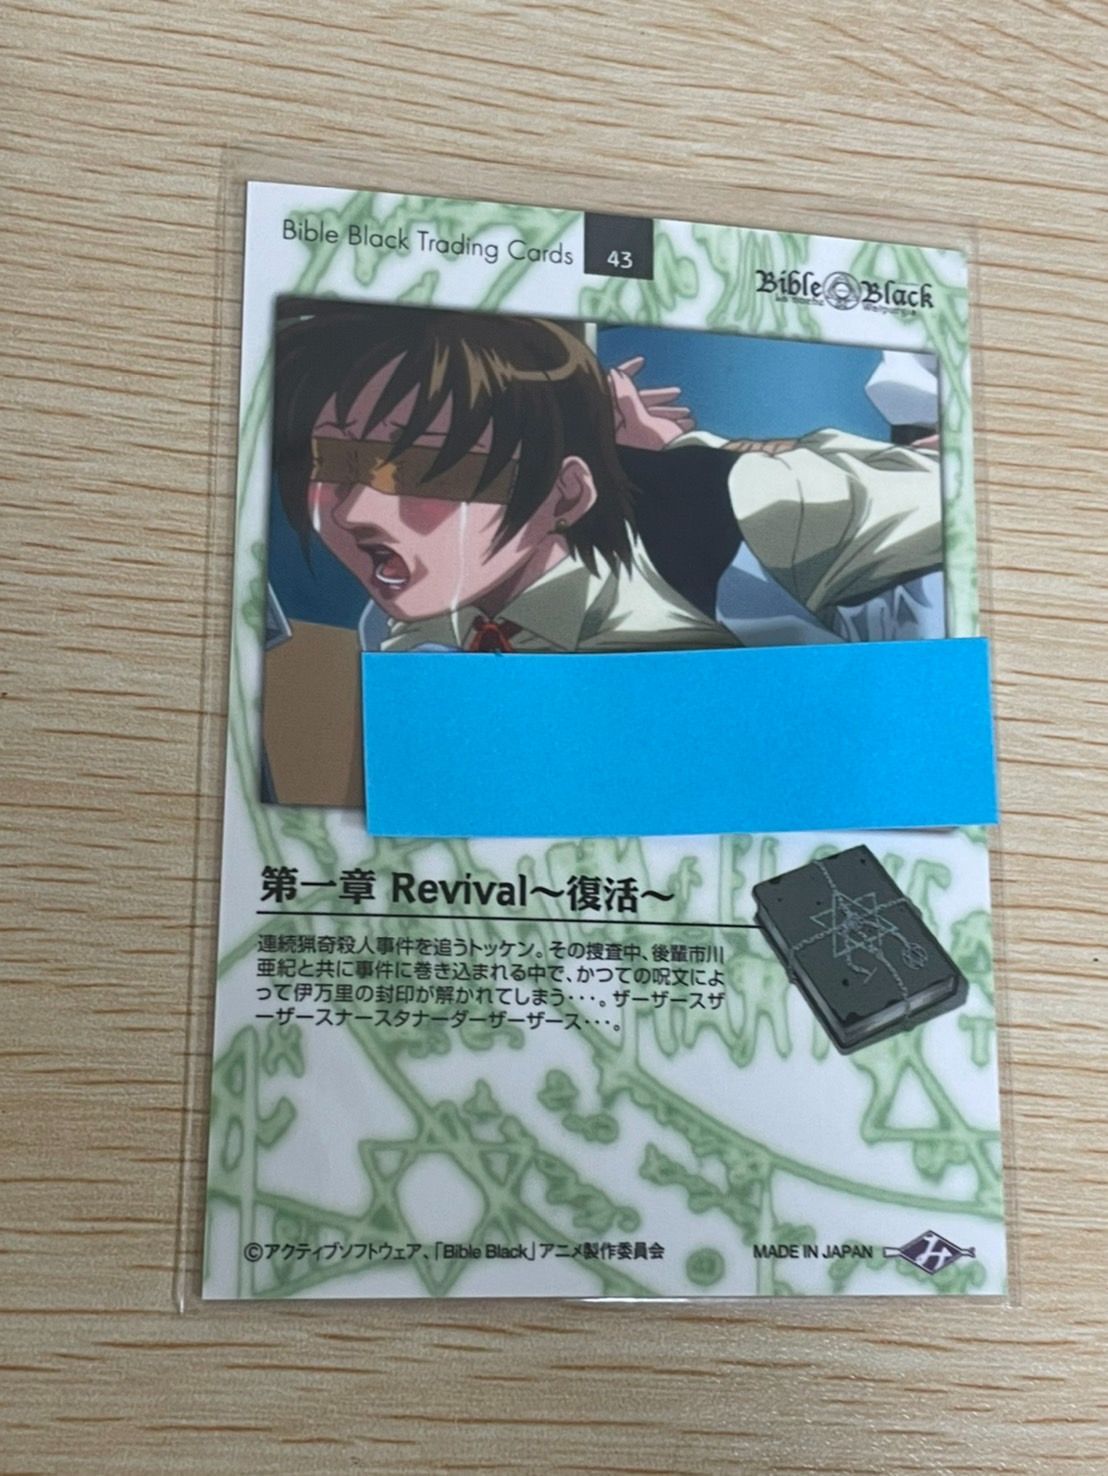 Bible Black Trading Cards
43
Bible Black
La noche de Walpurgis
第一章 Revival～復活～
連続猟奇殺人事件を追うトッケン。その捜査中、後輩市川
亜紀と共に事件に巻き込まれる中で、かつての呪文によ
って伊万里の封印が解かれてしまう･･･。ザーザースザ
ーザースナースタナーダーザーザース･･･。
©アクティブソフトウェア、「Bible Black」アニメ製作委員会
MADE IN JAPAN